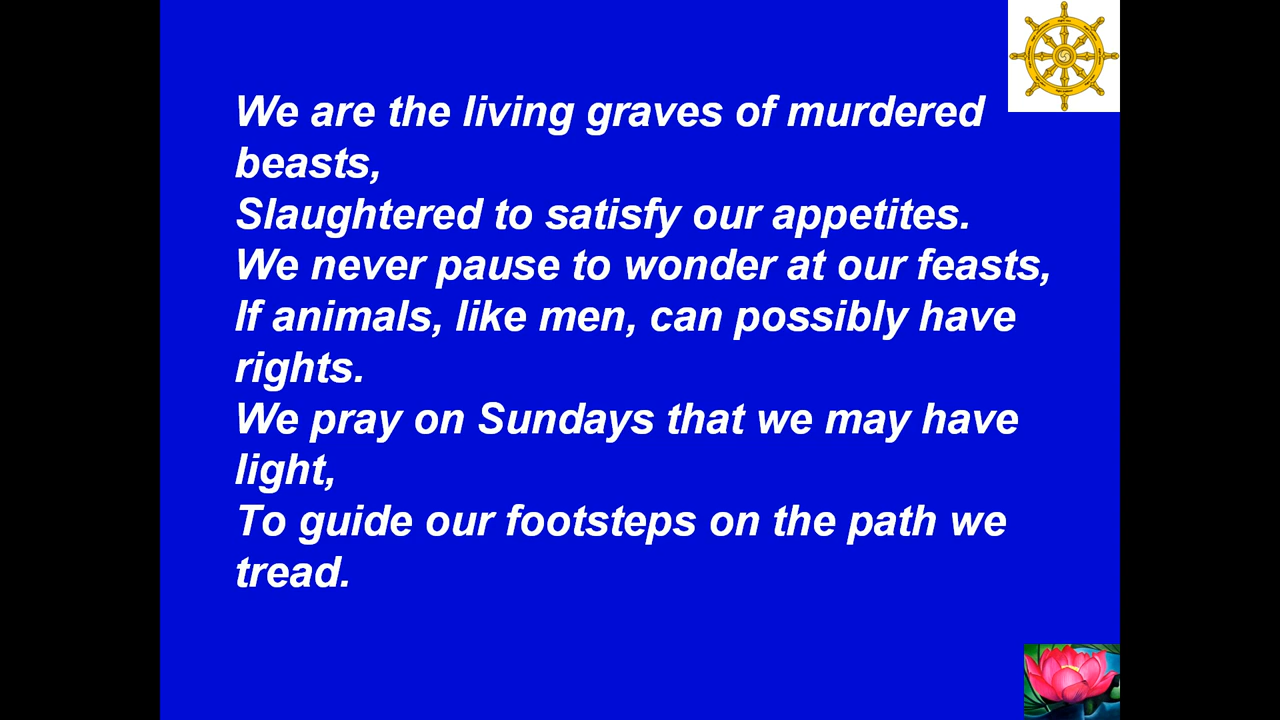 We are the living graves of murdered
beasts,
Slaughtered to satisfy our appetites.
We never pause to wonder at our feasts,
If animals, like men, can possibly have
rights.
We pray on Sundays that we may have
light,
To guide our footsteps on the path we
tread.